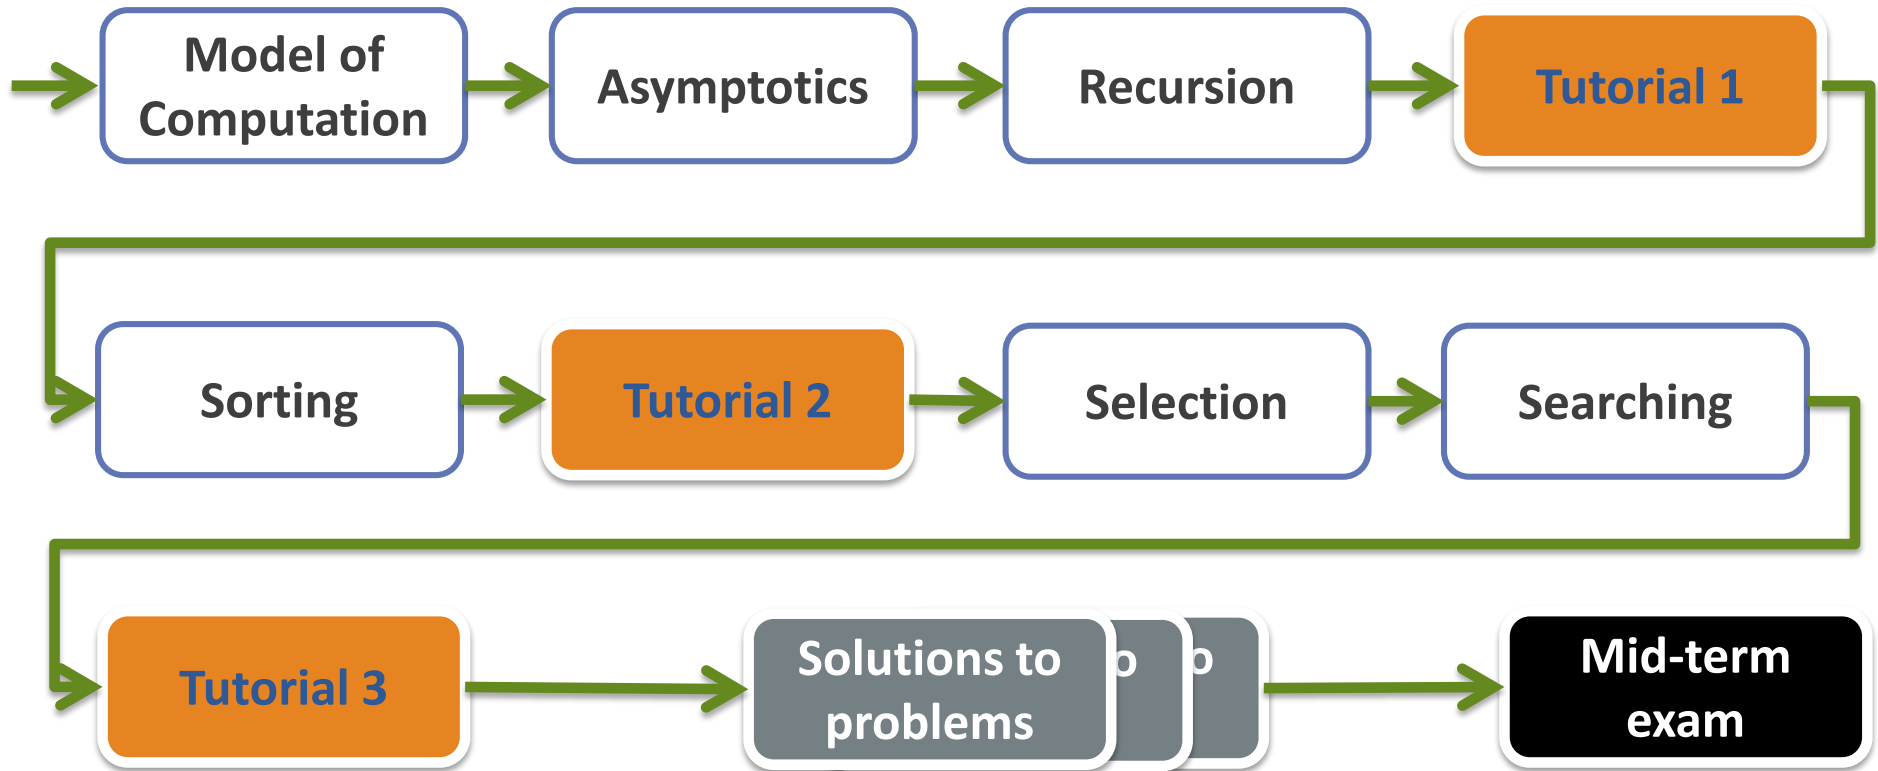 Model of
Computation
Asymptotics
Recursion
Tutorial 1
Sorting
Tutorial 2
Selection
Searching
Tutorial 3
Solutions to
problems
o
o
Mid-term
exam